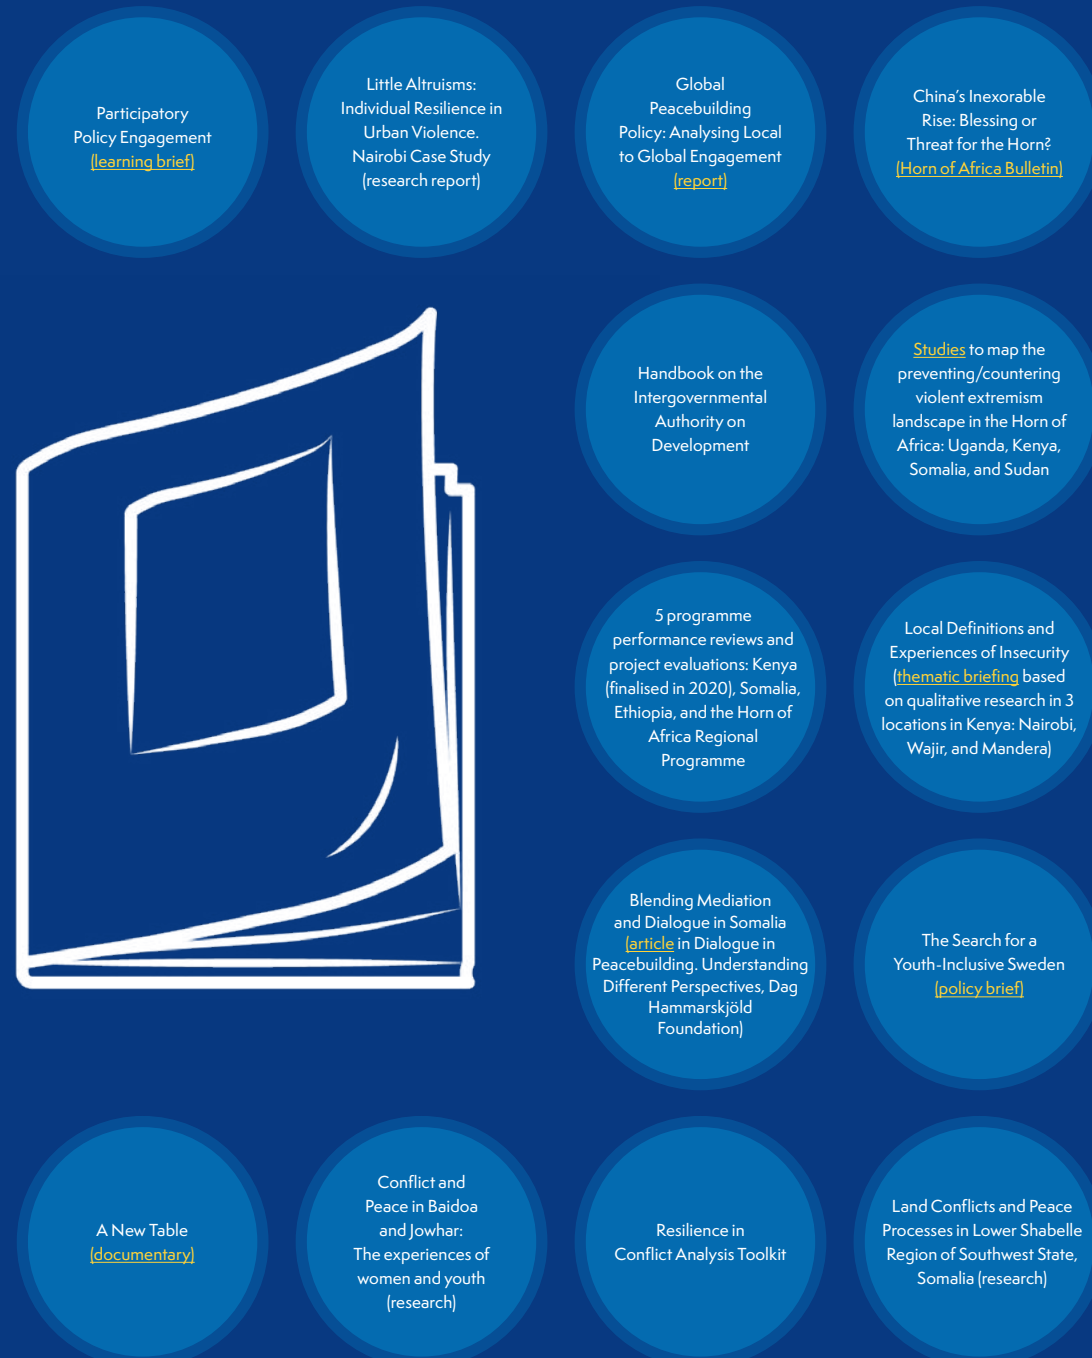 Participatory
Policy Engagement
(learning brief)
Little Altruisms:
Individual Resilience in
Urban Violence.
Nairobi Case Study
(research report)
Global
Peacebuilding
Policy: Analysing Local
to Global Engagement
(report)
China's Inexorable
Rise: Blessing or
Threat for the Horn?
(Horn of Africa Bulletin)
Handbook on the
Intergovernmental
Authority on
Development
Studies to map the
preventing/countering
violent extremism
landscape in the Horn of
Africa: Uganda, Kenya,
Somalia, and Sudan
5 programme
performance reviews and
project evaluations: Kenya
(finalised in 2020), Somalia,
Ethiopia, and the Horn of
Africa Regional
Programme
Local Definitions and
Experiences of Insecurity
(thematic briefing based
on qualitative research in 3
locations in Kenya: Nairobi,
Wajir, and Mandera)
Blending Mediation
and Dialogue in Somalia
(article in Dialogue in
Peacebuilding. Understanding
Different Perspectives, Dag
Hammarskjöld
Foundation)
The Search for a
Youth-Inclusive Sweden
(policy brief)
A New Table
(documentary)
Conflict and
Peace in Baidoa
and Jowhar:
The experiences of
women and youth
(research)
Resilience in
Conflict Analysis Toolkit
Land Conflicts and Peace
Processes in Lower Shabelle
Region of Southwest State,
Somalia (research)